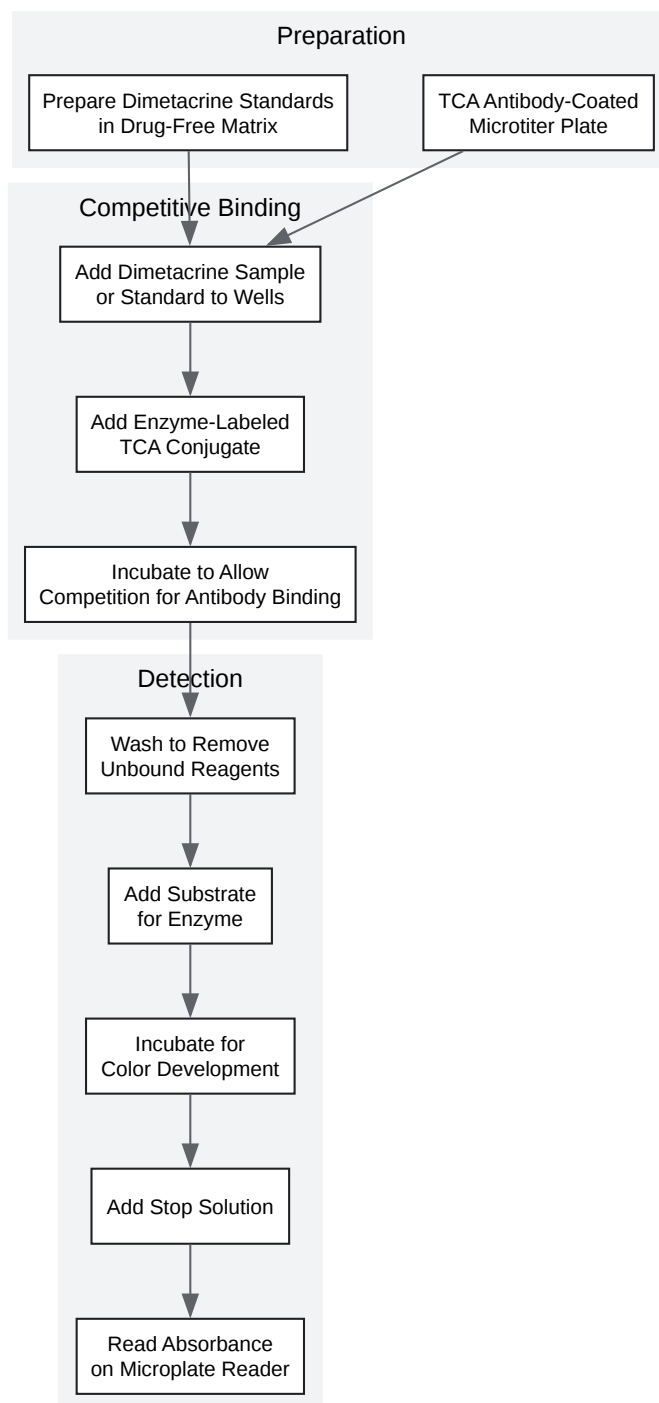 Preparation
Prepare Dimetacrine Standards
in Drug-Free Matrix
TCA Antibody-Coated
Microtiter Plate
Competitive Binding
Add Dimetacrine Sample
or Standard to Wells
Add Enzyme-Labeled
TCA Conjugate
Incubate to Allow
Competition for Antibody Binding
Detection
Wash to Remove
Unbound Reagents
Add Substrate
for Enzyme
Incubate for
Color Development
Add Stop Solution
Read Absorbance
on Microplate Reader